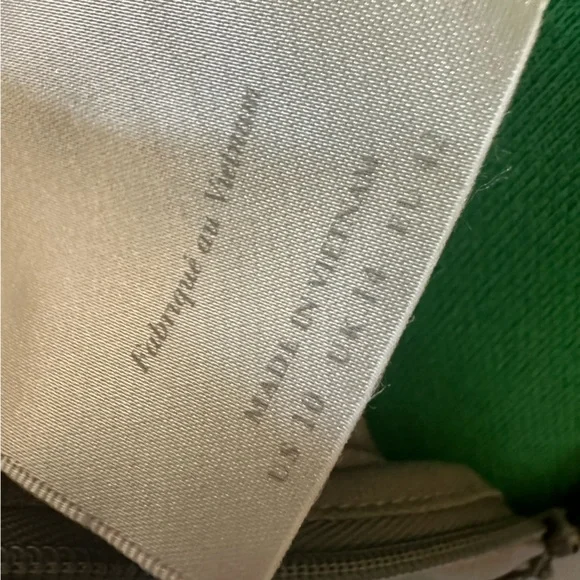 Fabriqué au Vietnam
MADE IN VIETNAM
US 10 UK 14 EU 42